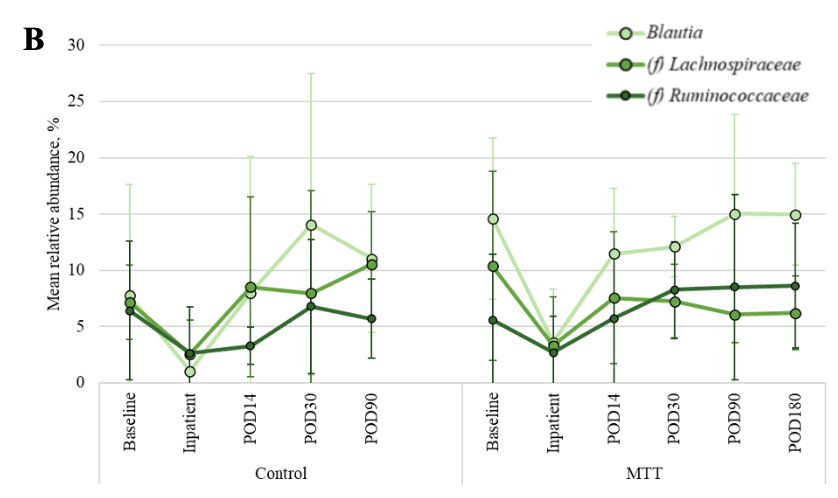 B
Blautia
(f) Lachnospiraceae
(f) Ruminococcaceae
Mean relative abundance, %
30
25
20
15
10
5
0
Baseline
Inpatient
POD14
POD30
POD90
Baseline
Inpatient
POD14
POD30
POD90
POD180
Control
MTT